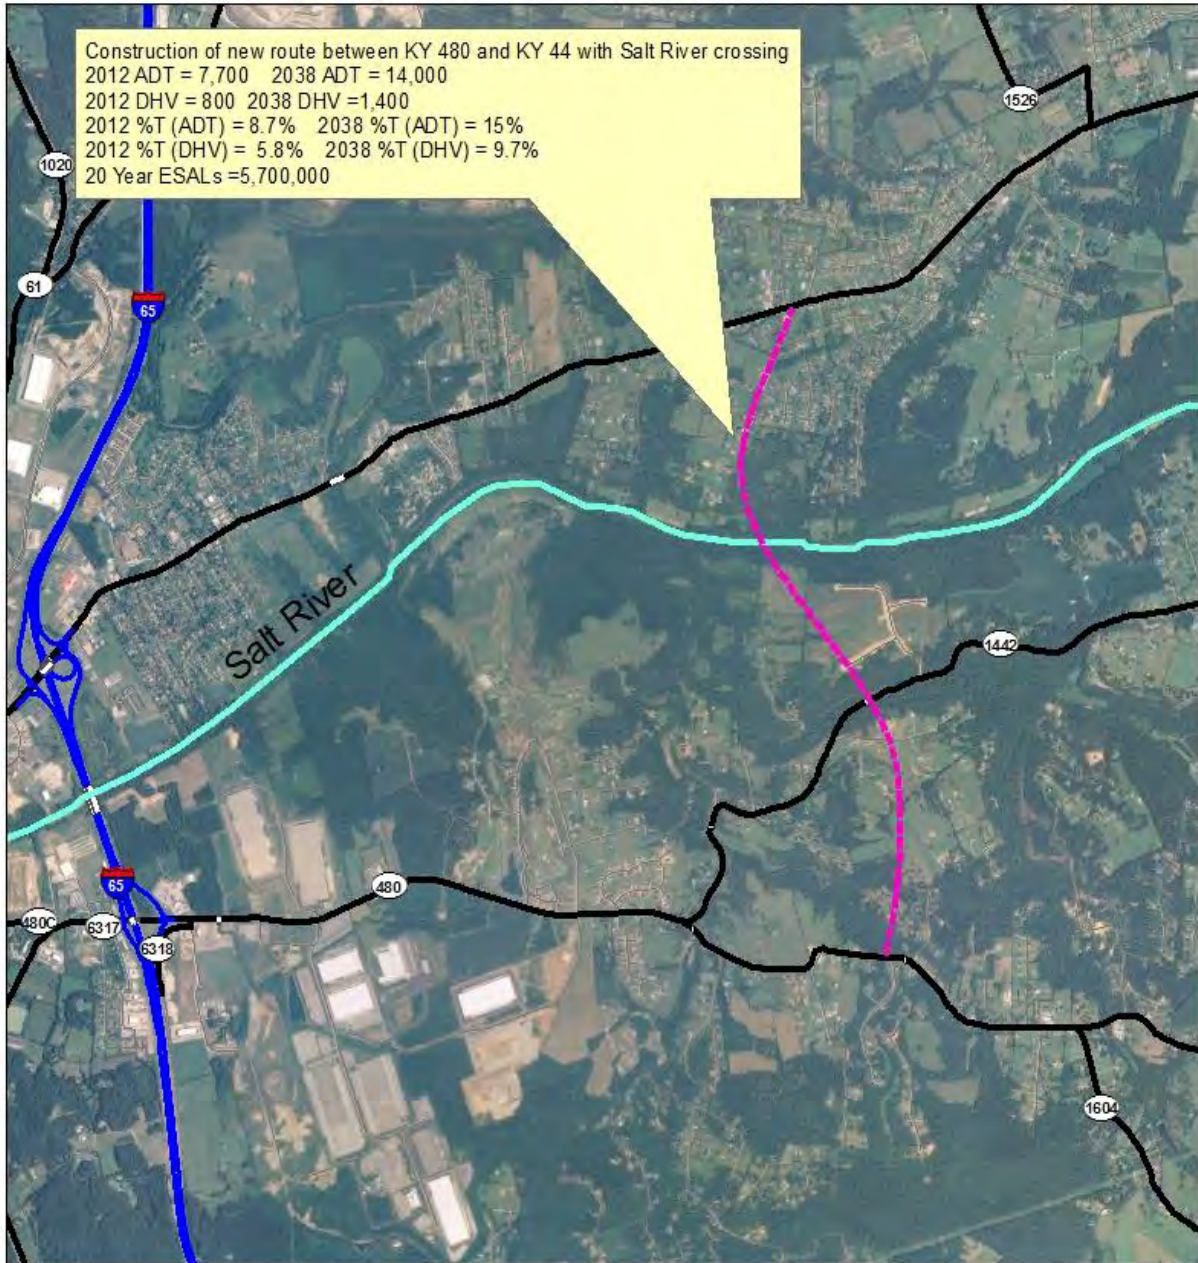 Construction of new route between KY 480 and KY 44 with Salt River crossing
2012 ADT = 7,700 2038 ADT = 14,000
2012 DHV = 800 2038 DHV =1,400
2012 %T (ADT) = 8.7% 2038 %T (ADT) = 15%
2012 %T (DHV) = 5.8% 2038 %T (DHV) = 9.7%
20 Year ESALs =5,700,000
1526
1020
61
65
Salt River
1442
65
480
480C
6317
6318
1604